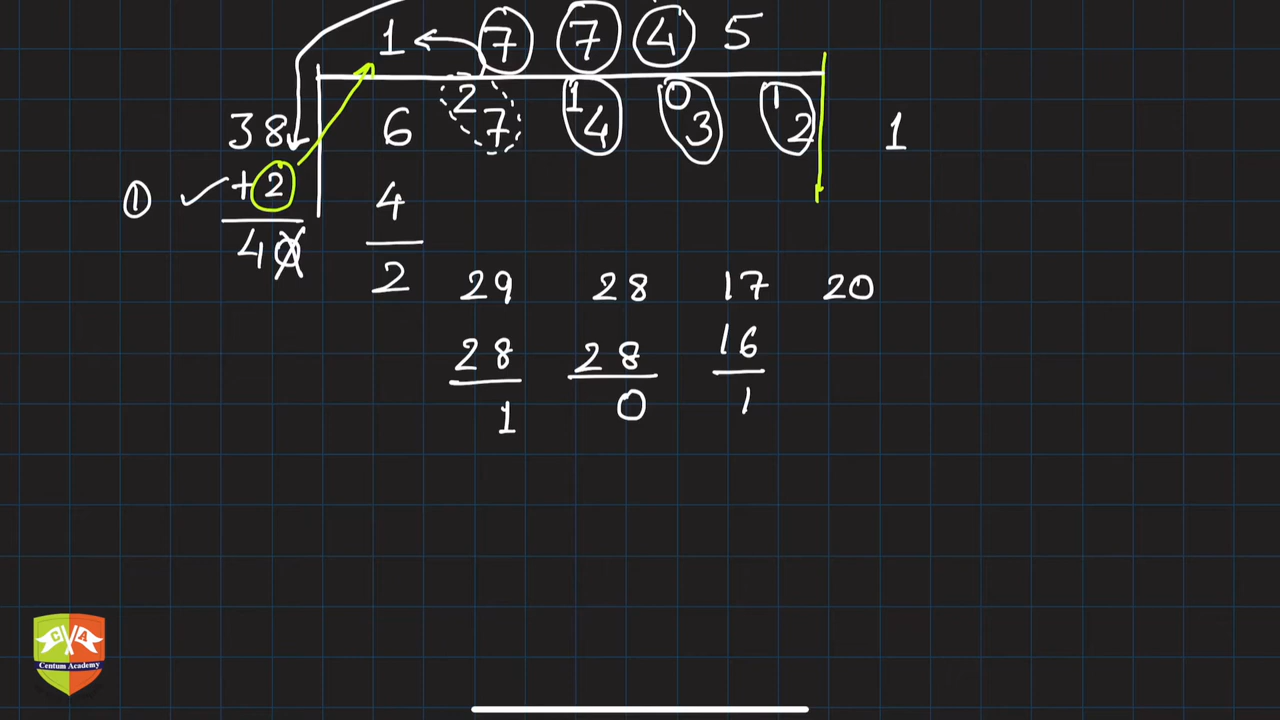 1 7 7 4 5
38 6 2 7 1 4 0 3 1 2 1
① +2 4
40 2 29 28 17 20
28 28 16
1 0 1
C A
Centum Academy